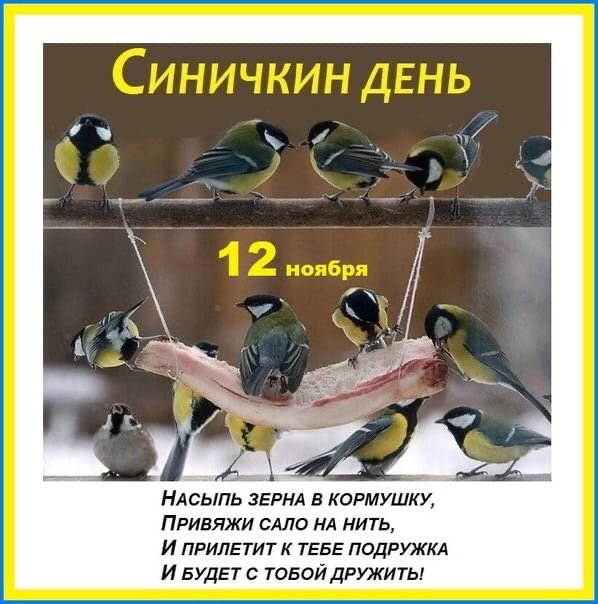 Синичкин день
12 ноября
Насыпь зерна в кормушку,
Привяжи сало на нить,
И прилетит к тебе подружка
И будет с тобой дружить!